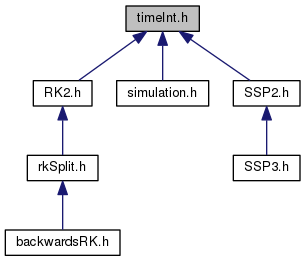 timeInt.h
RK2.h
simulation.h
SSP2.h
rkSplit.h
SSP3.h
backwardsRK.h